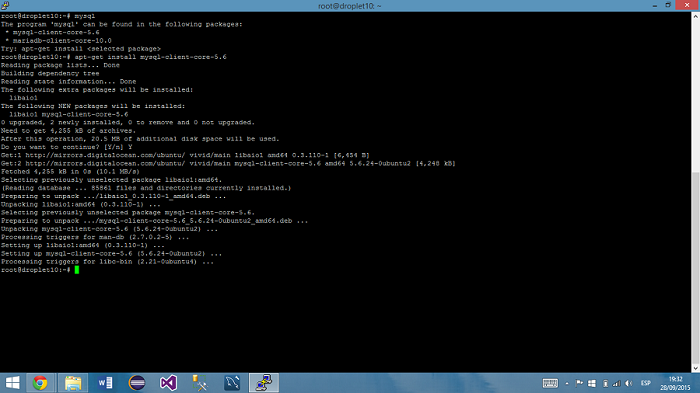 root@droplet10: ~
root@droplet10:~# mysql
The program 'mysql' can be found in the following packages:
 * mysql-client-core-5.6
 * mariadb-client-core-10.0
Try: apt-get install <selected package>
root@droplet10:~# apt-get install mysql-client-core-5.6
Reading package lists... Done
Building dependency tree
Reading state information... Done
The following extra packages will be installed:
  libaio1
The following NEW packages will be installed:
  libaio1 mysql-client-core-5.6
0 upgraded, 2 newly installed, 0 to remove and 0 not upgraded.
Need to get 4,255 kB of archives.
After this operation, 20.5 MB of additional disk space will be used.
Do you want to continue? [Y/n] Y
Get:1 http://mirrors.digitalocean.com/ubuntu/ vivid/main libaio1 amd64 0.3.110-1 [6,454 B]
Get:2 http://mirrors.digitalocean.com/ubuntu/ vivid/main mysql-client-core-5.6 amd64 5.6.24-0ubuntu2 [4,248 kB]
Fetched 4,255 kB in 0s (10.1 MB/s)
Selecting previously unselected package libaio1:amd64.
(Reading database ... 85861 files and directories currently installed.)
Preparing to unpack .../libaio1_0.3.110-1_amd64.deb ...
Unpacking libaio1:amd64 (0.3.110-1) ...
Selecting previously unselected package mysql-client-core-5.6.
Preparing to unpack .../mysql-client-core-5.6_5.6.24-0ubuntu2_amd64.deb ...
Unpacking mysql-client-core-5.6 (5.6.24-0ubuntu2) ...
Processing triggers for man-db (2.7.0.2-5) ...
Setting up libaio1:amd64 (0.3.110-1) ...
Setting up mysql-client-core-5.6 (5.6.24-0ubuntu2) ...
Processing triggers for libc-bin (2.21-0ubuntu4) ...
root@droplet10:~#
ESP
19:32
28/09/2015